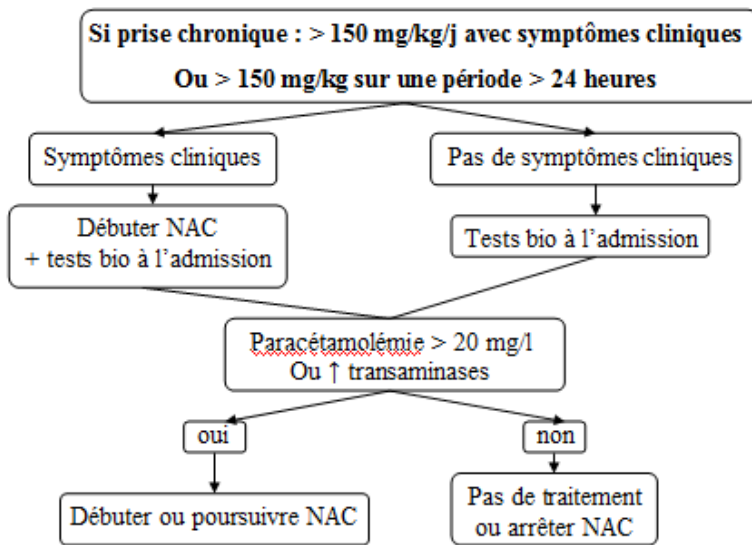 Si prise chronique : > 150 mg/kg/j avec symptômes cliniques
Ou > 150 mg/kg sur une période > 24 heures
Symptômes cliniques
Pas de symptômes cliniques
Débuter NAC
+ tests bio à l’admission
Tests bio à l’admission
Paracétamolémie > 20 mg/l
Ou ↑ transaminases
oui
non
Débuter ou poursuivre NAC
Pas de traitement
ou arrêter NAC